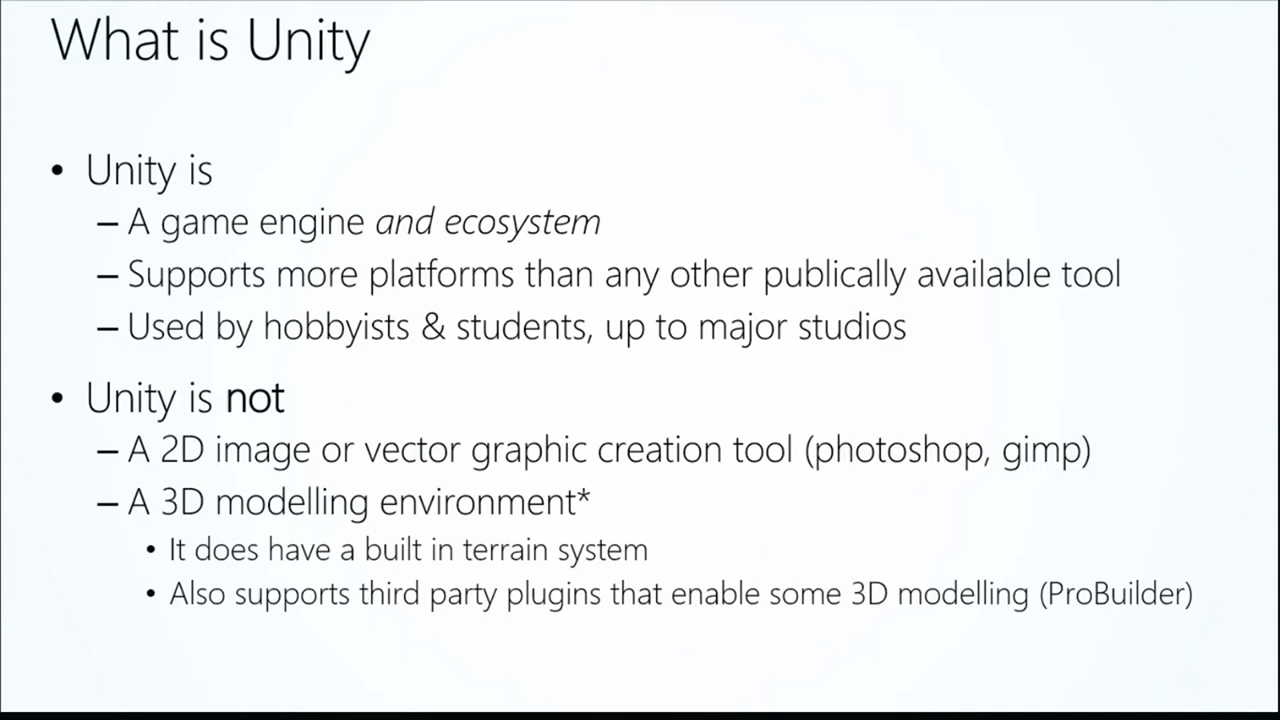 What is Unity
• Unity is
– A game engine and ecosystem
– Supports more platforms than any other publically available tool
– Used by hobbyists & students, up to major studios
• Unity is not
– A 2D image or vector graphic creation tool (photoshop, gimp)
– A 3D modelling environment*
• It does have a built in terrain system
• Also supports third party plugins that enable some 3D modelling (ProBuilder)